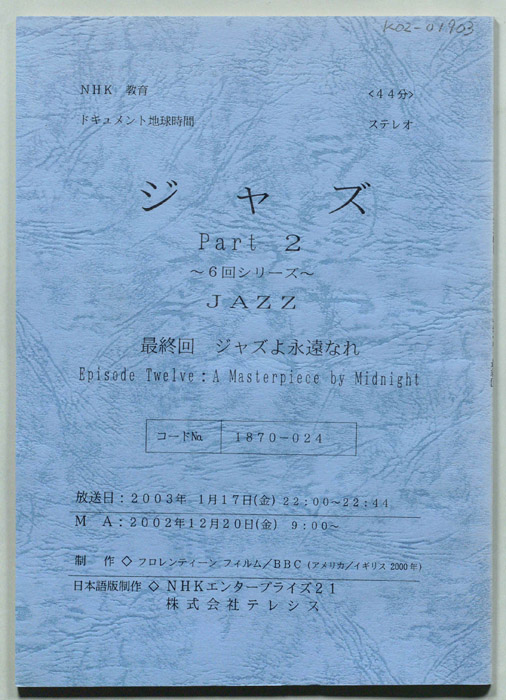 K02-01903
NHK 教育 <44分>
ドキュメント地球時間 ステレオ
ジャズ
Part 2
～6回シリーズ～
JAZZ
最終回 ジャズよ永遠なれ
Episode Twelve：A Masterpiece by Midnight
コード№ 1870－024
放送日：2003年 1月17日(金) 22:00～22:44
M A：2002年12月20日(金) 9:00～
制 作 ◇ フロレンティーン フィルム／BBC (アメリカ／イギリス 2000年)
日本語版制作 ◇ NHKエンタープライズ21
株式会社テレシス